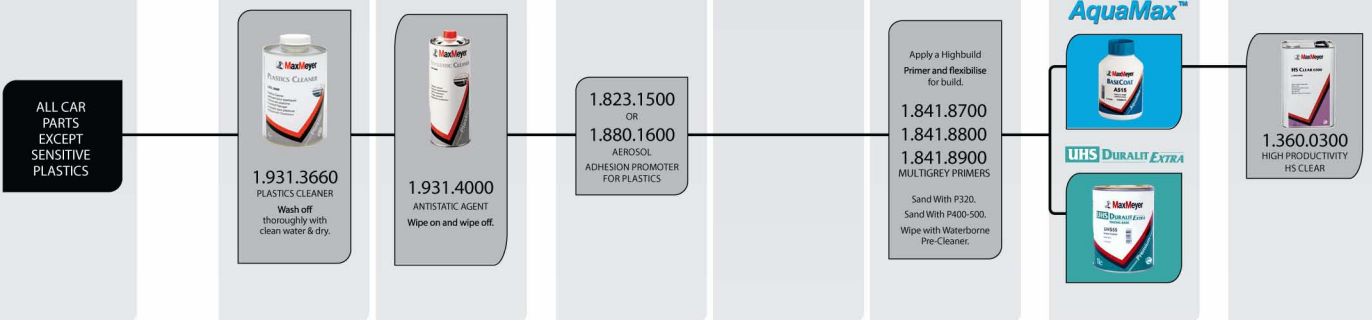 ALL CAR
PARTS
EXCEPT
SENSITIVE
PLASTICS
MaxMeyer
PLASTICS CLEANER
1.931.3660
PLASTICS CLEANER
Wash off
thoroughly with
clean water & dry.
MaxMeyer
ANTISTATIC CLEANER
1.931.4000
ANTISTATIC AGENT
Wipe on and wipe off.
1.823.1500
OR
1.880.1600
AEROSOL
ADHESION PROMOTER
FOR PLASTICS
Apply a Highbuild
Primer and flexibilise
for build.
1.841.8700
1.841.8800
1.841.8900
MULTIGREY PRIMERS
Sand With P320.
Sand With P400-500.
Wipe with Waterborne
Pre-Cleaner.
AquaMax™
MaxMeyer
BASECOAT
A515
UHS DURALIT EXTRA
MaxMeyer
UHS DURALIT EXTRA
MaxMeyer
HS CLEAR 0300
1.360.0300
HIGH PRODUCTIVITY
HS CLEAR